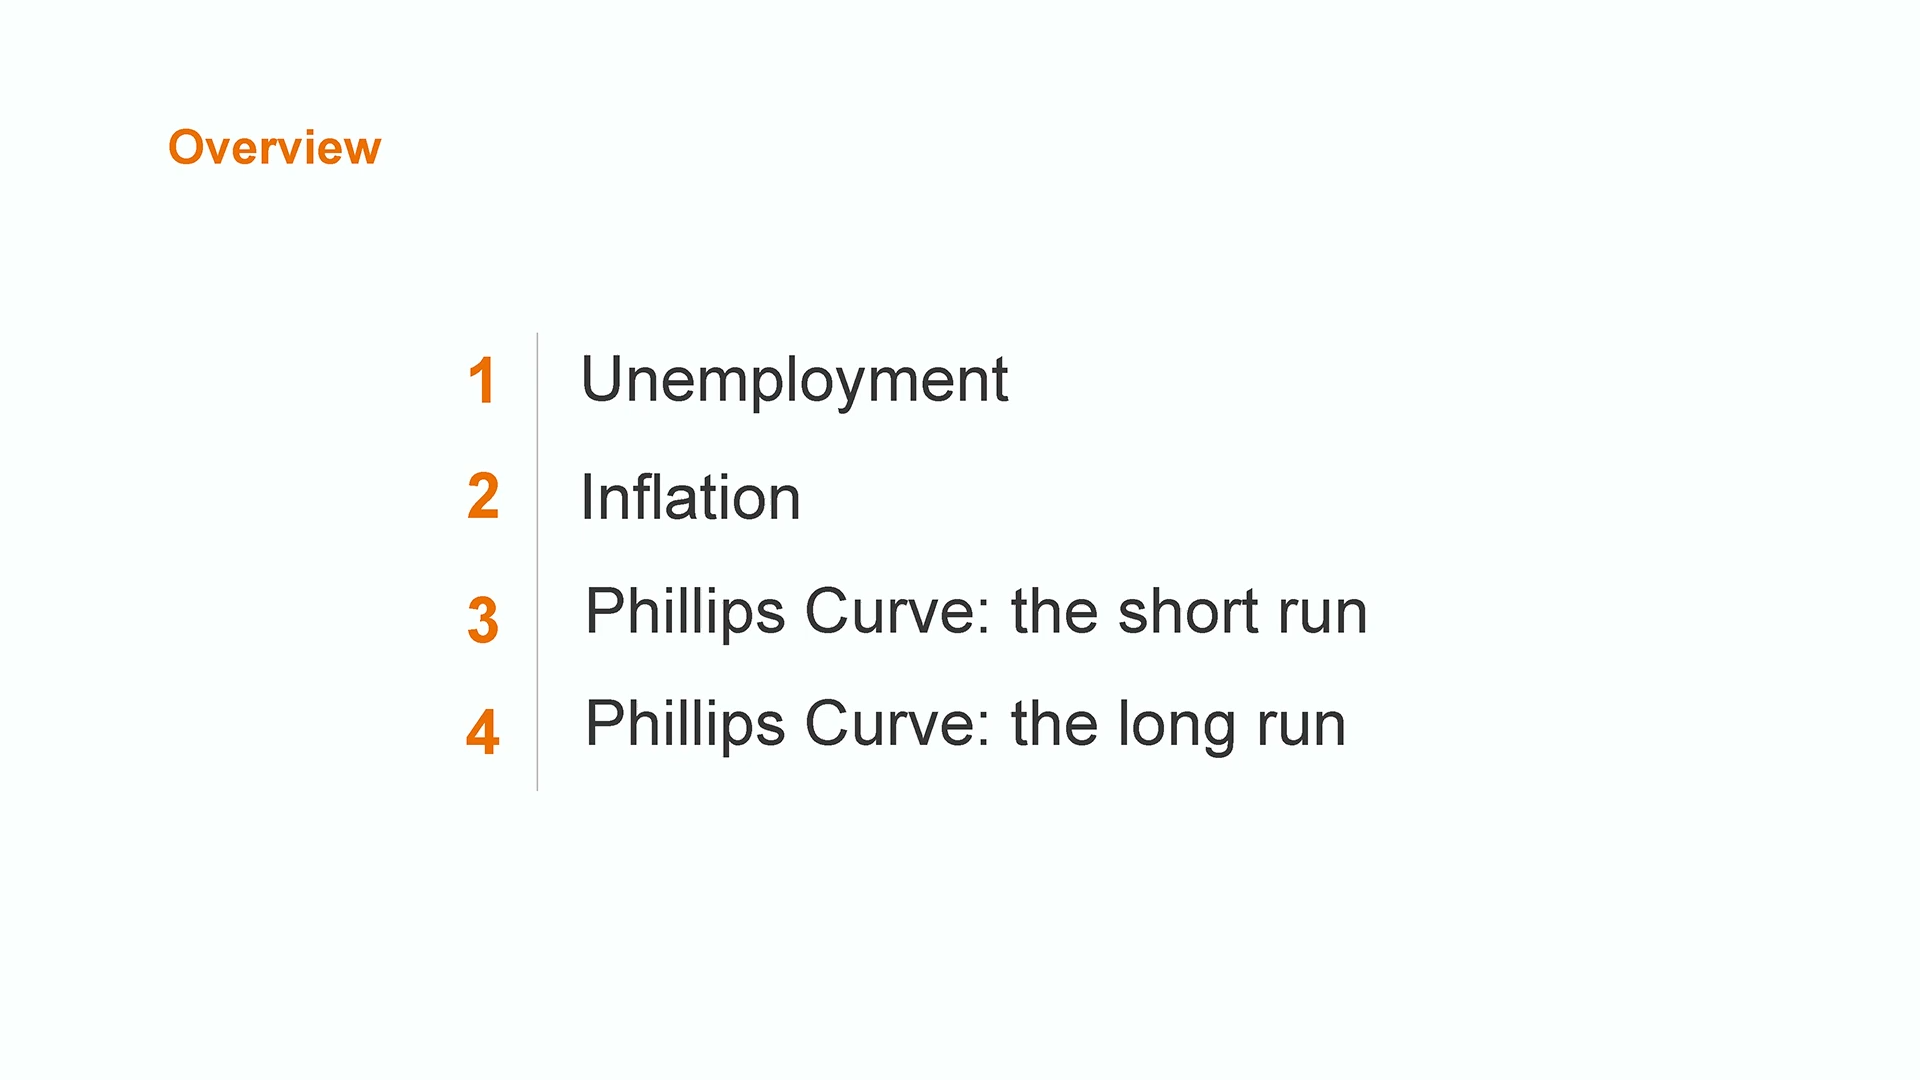 Overview
1 Unemployment
2 Inflation
3 Phillips Curve: the short run
4 Phillips Curve: the long run